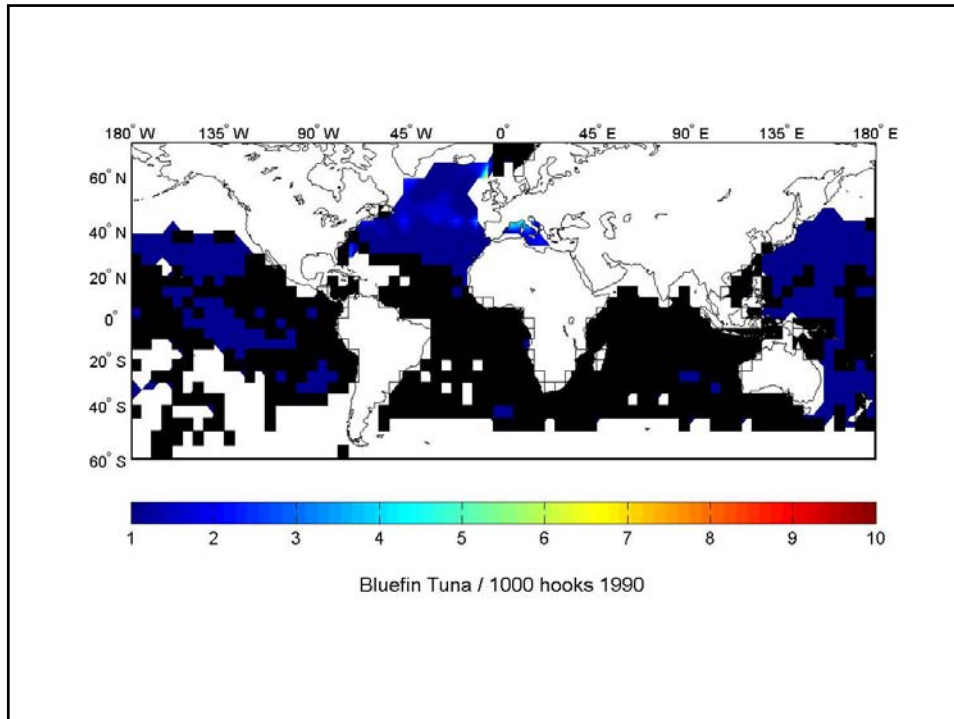 180° W 135° W 90° W 45° W 0° 45° E 90° E 135° E 180° E
60° N
40° N
20° N
0°
20° S
40° S
60° S
1 2 3 4 5 6 7 8 9 10
Bluefin Tuna / 1000 hooks 1990